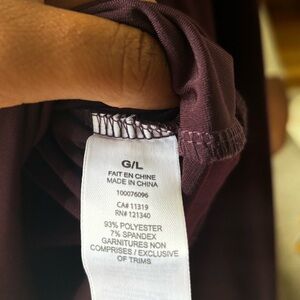 G/L
FAIT EN CHINE
MADE IN CHINA
100076096
CA# 11319
RN# 121340
93% POLYESTER
7% SPANDEX
GARNITURES NON
COMPRISES / EXCLUSIVE
OF TRIMS